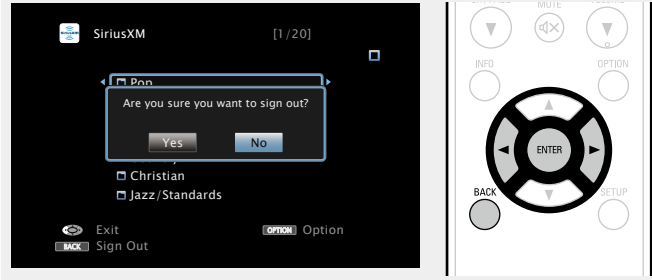 SiriusXM [1/20]
Pop
Are you sure you want to sign out?
Yes No
Christian
Jazz/Standards
Exit OPTION Option
BACK Sign Out
MUTE
INFO OPTION
ENTER
BACK SETUP